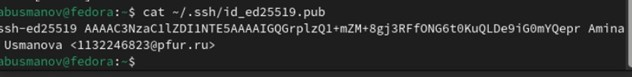 abusmanov@fedora:~$ cat ~/.ssh/id_ed25519.pub
ssh-ed25519 AAAAC3NzaC1lZDI1NTE5AAAAIGQGrplzQ1+mZM+8gj3RFfONG6t0KuQLDe9iG0mYQepr Amina
Usmanova <1132246823@pfur.ru>
abusmanov@fedora:~$